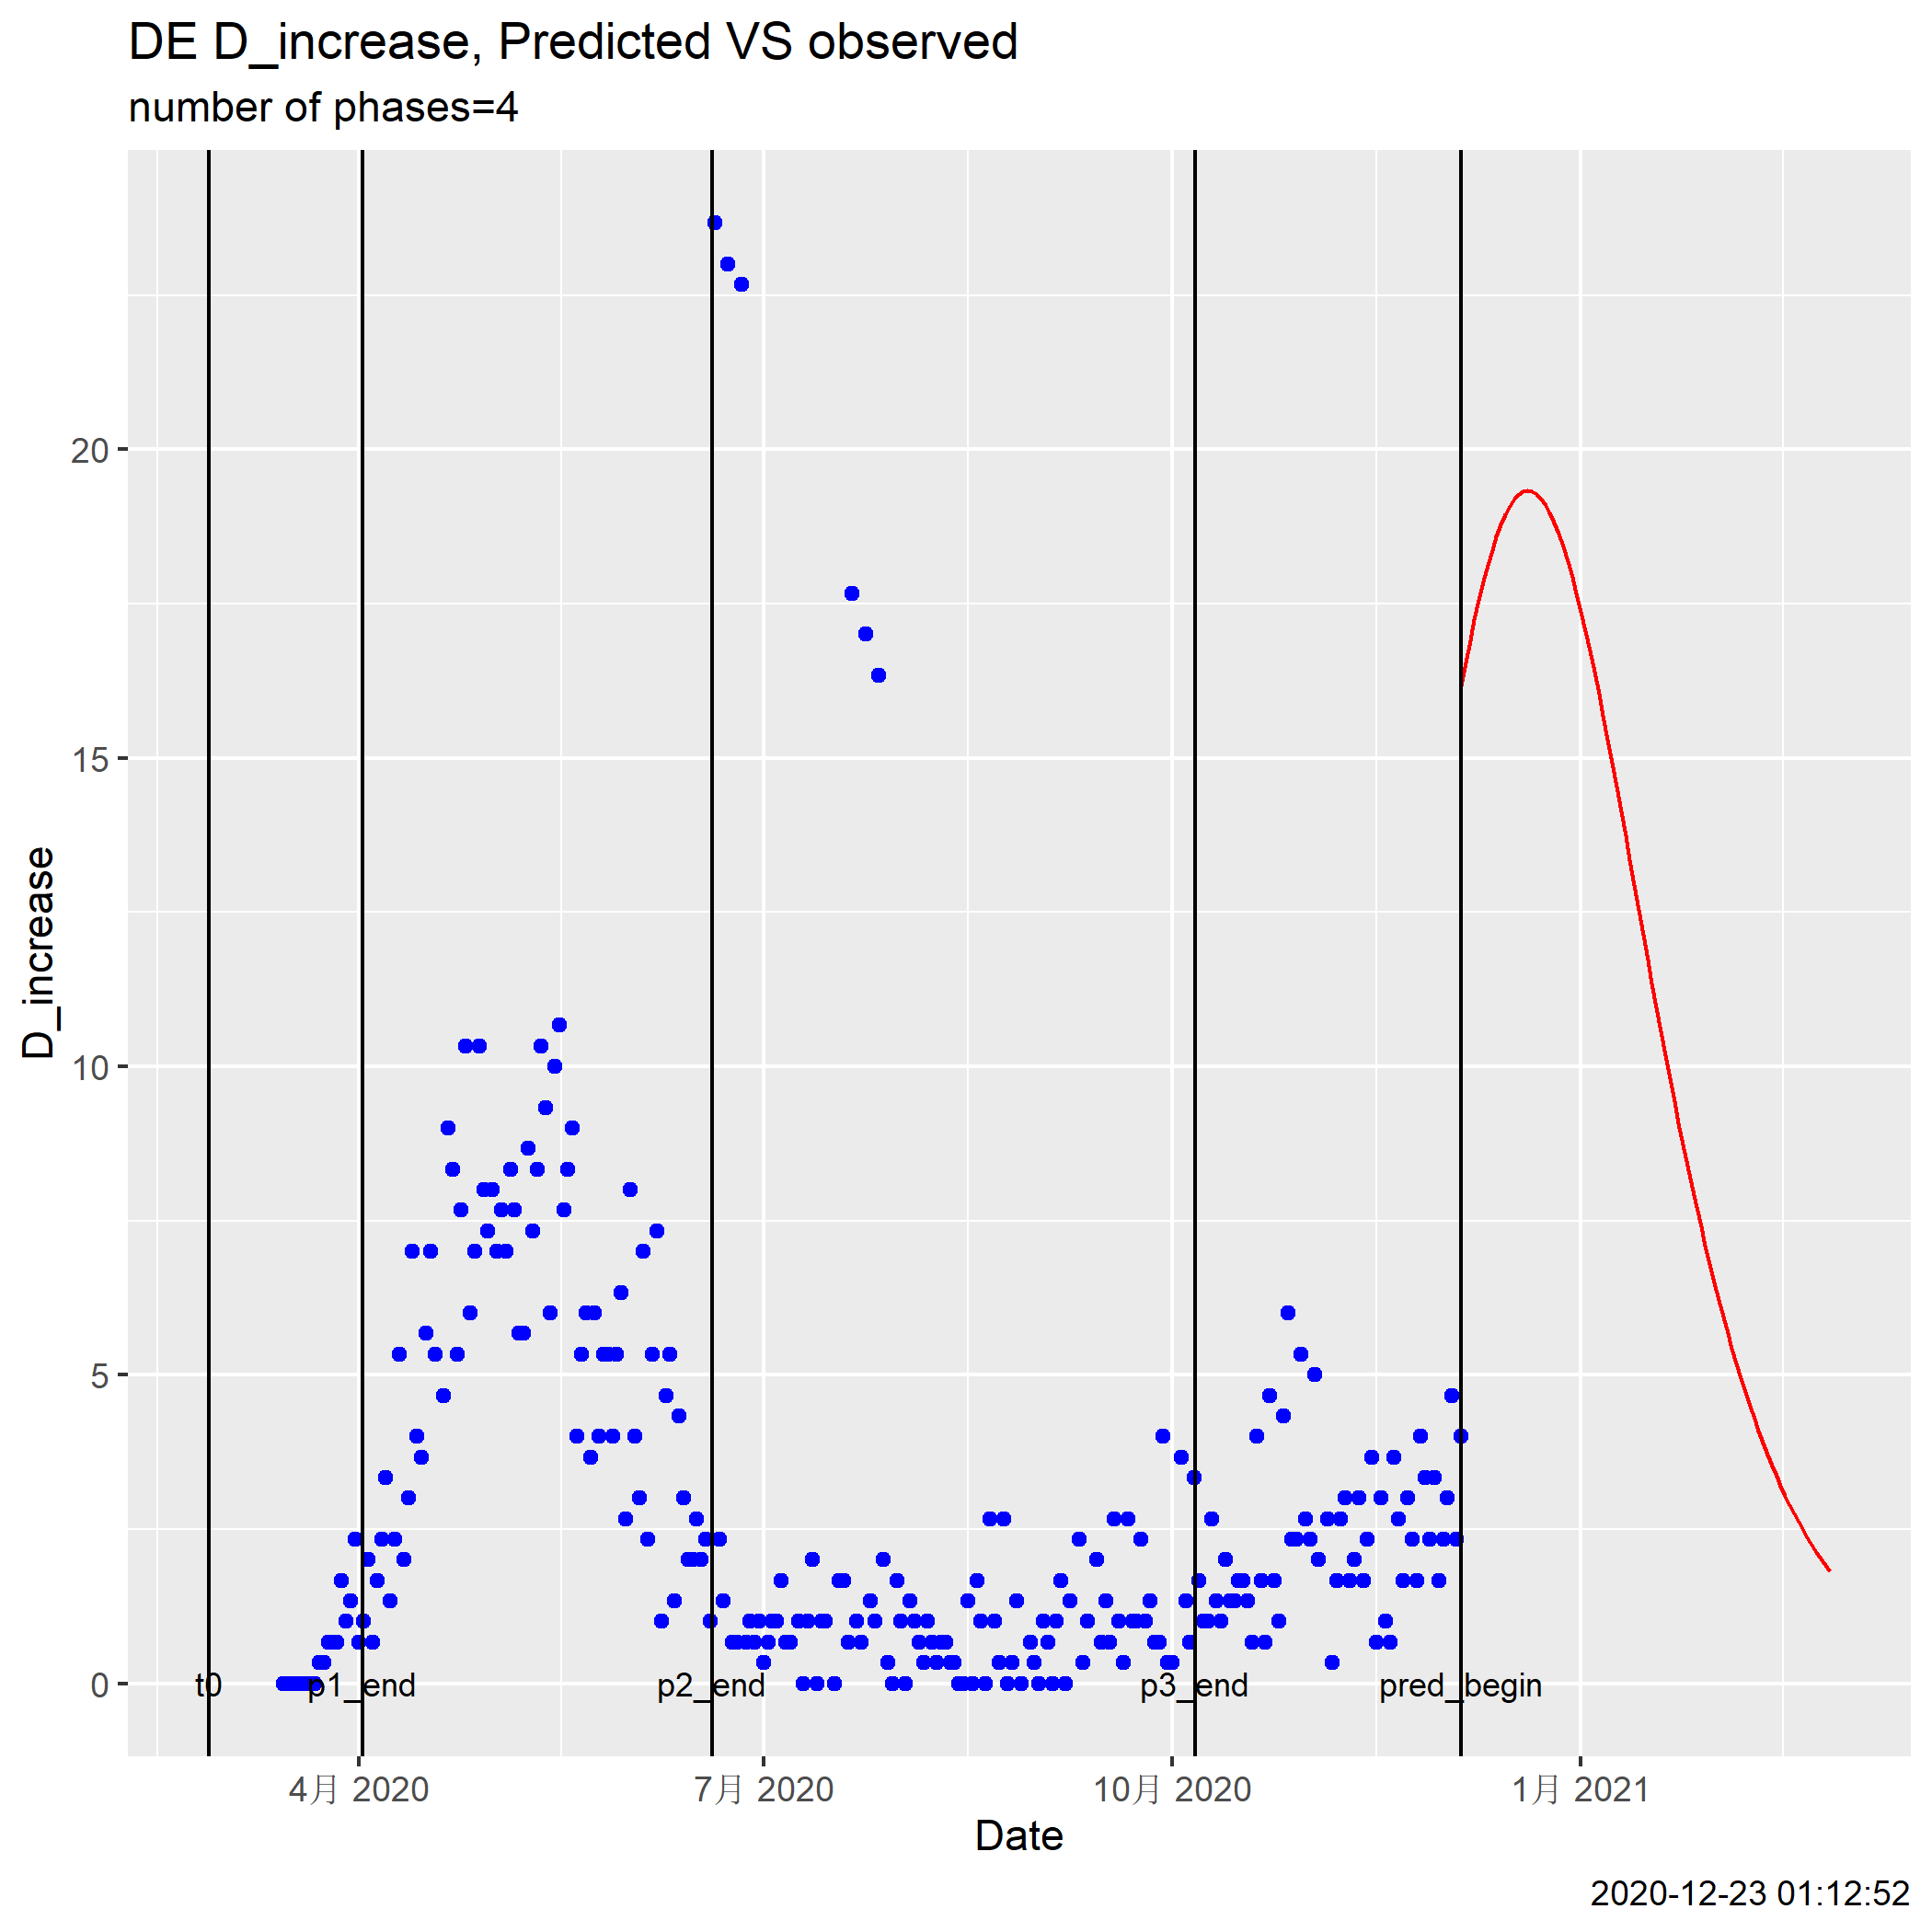 DE D_increase, Predicted VS observed
number of phases=4
D_increase
20
15
10
5
0
t0
p1_end
p2_end
p3_end
pred_begin
4月 2020
7月 2020
10月 2020
1月 2021
Date
2020-12-23 01:12:52